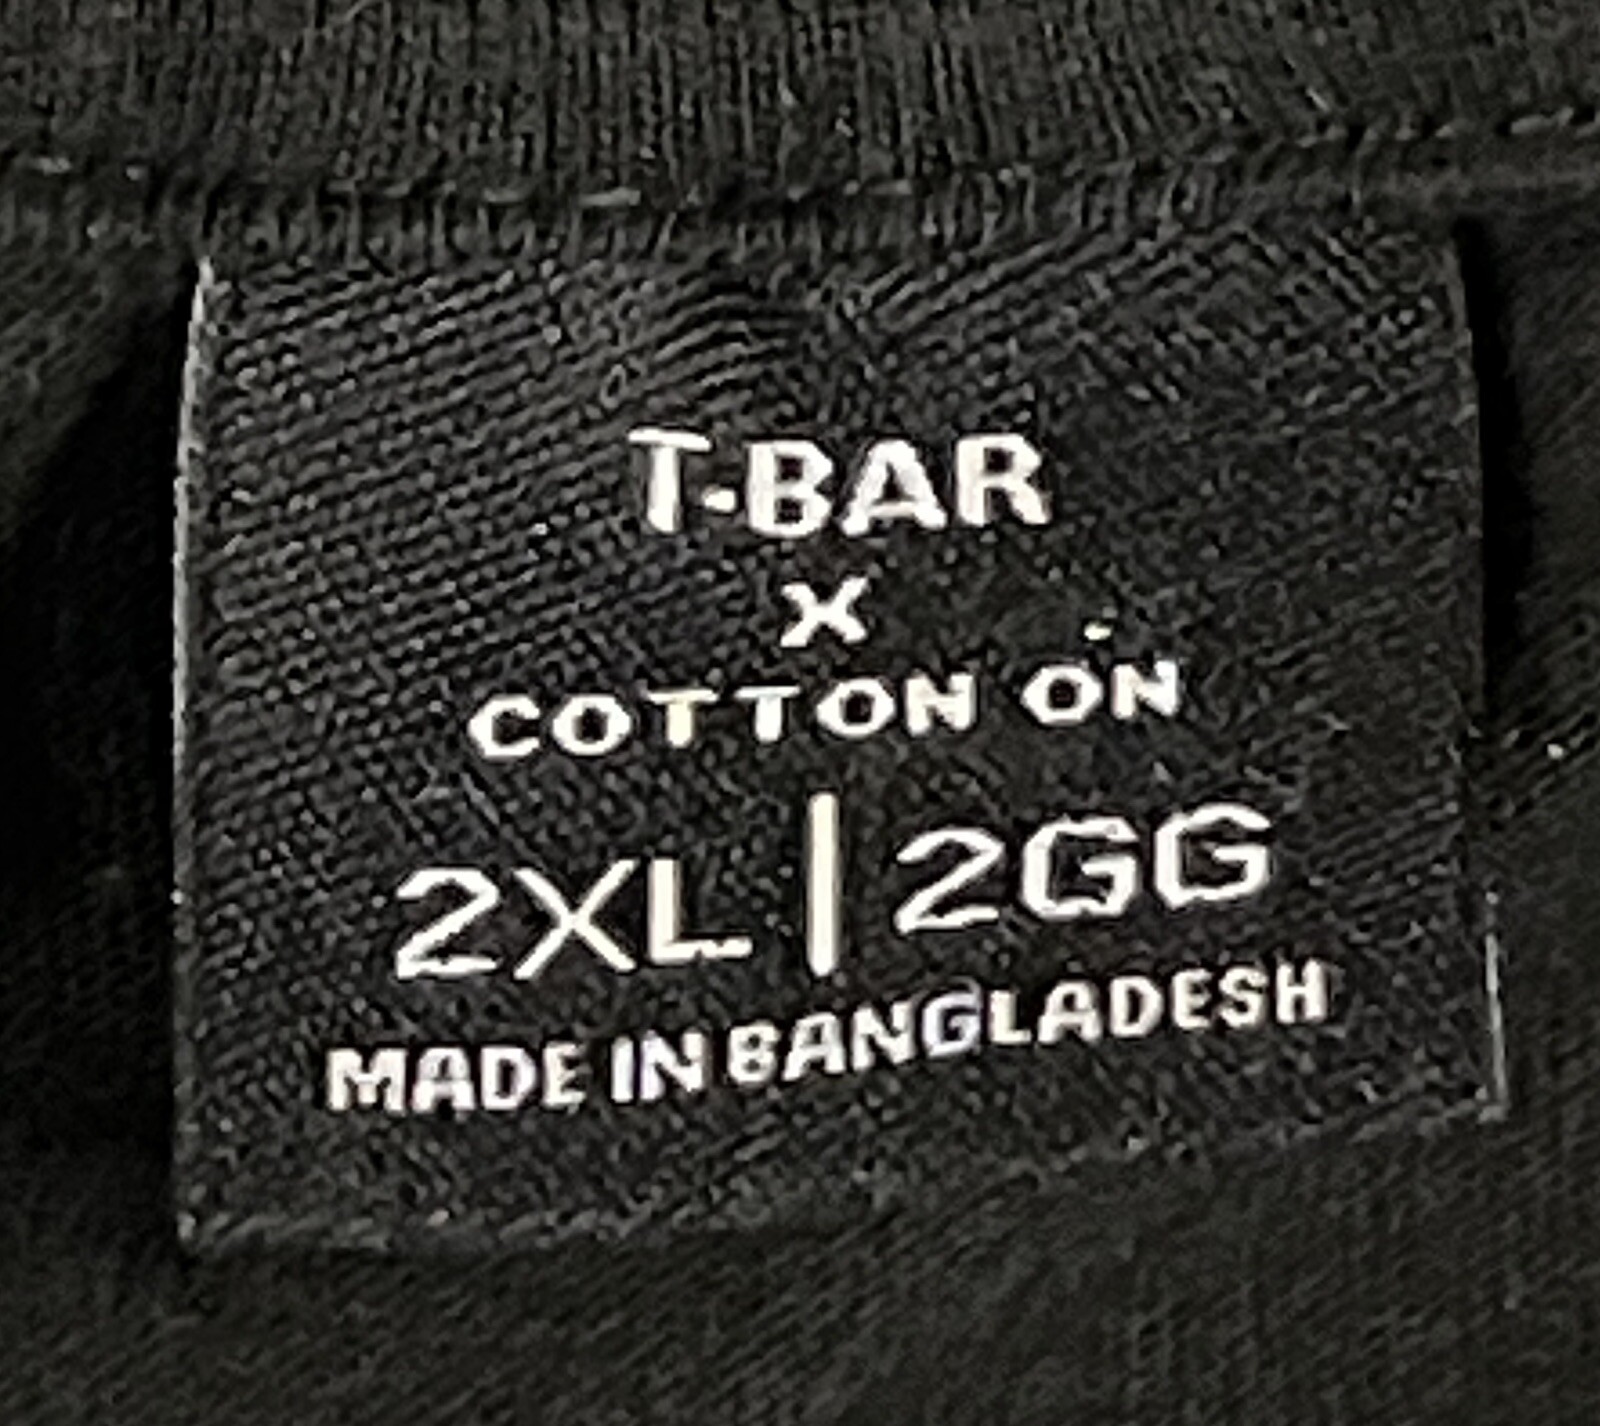 T-BAR
X
COTTON ON
2XL | 2GG
MADE IN BANGLADESH